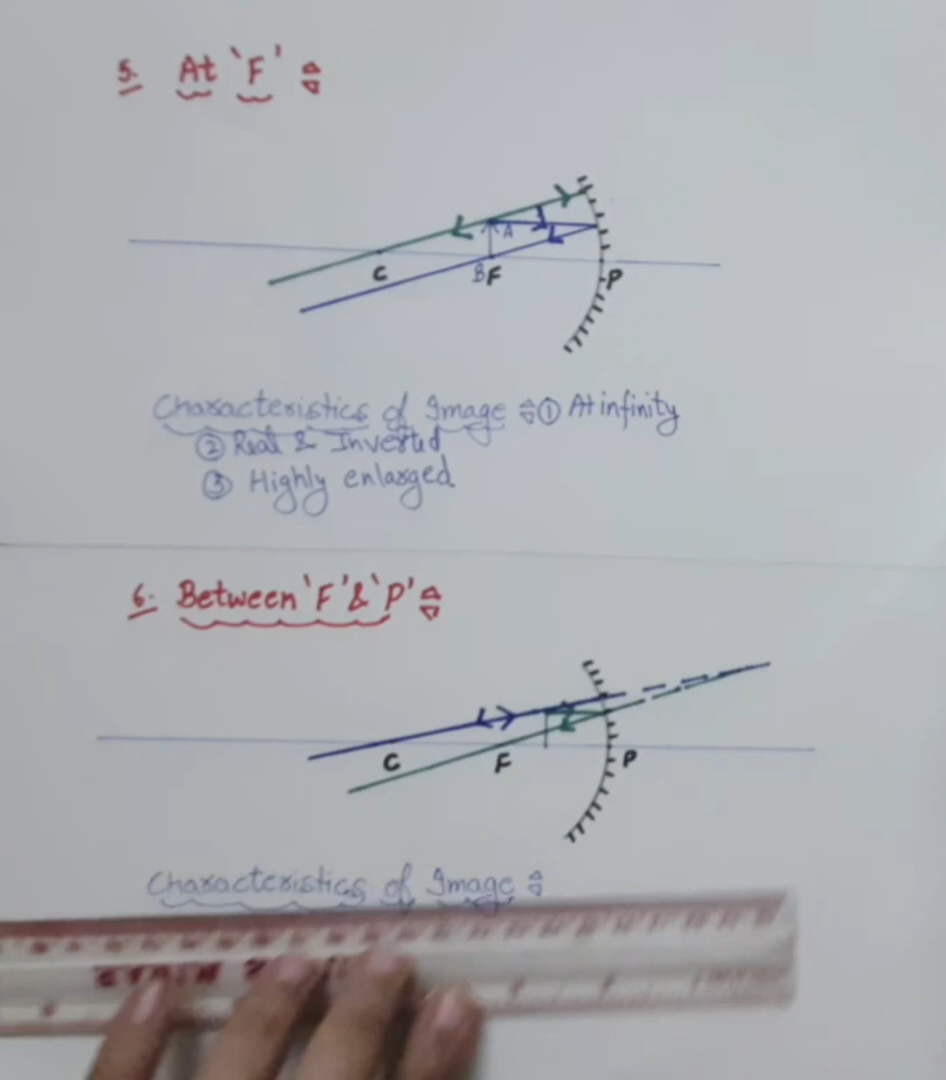 5. At 'F' :
A
C
BF
P
Characteristics of Image : ① At infinity
② Real & Inverted
③ Highly enlarged
6. Between 'F' & 'P' :
C
F
P
Characteristics of Image :